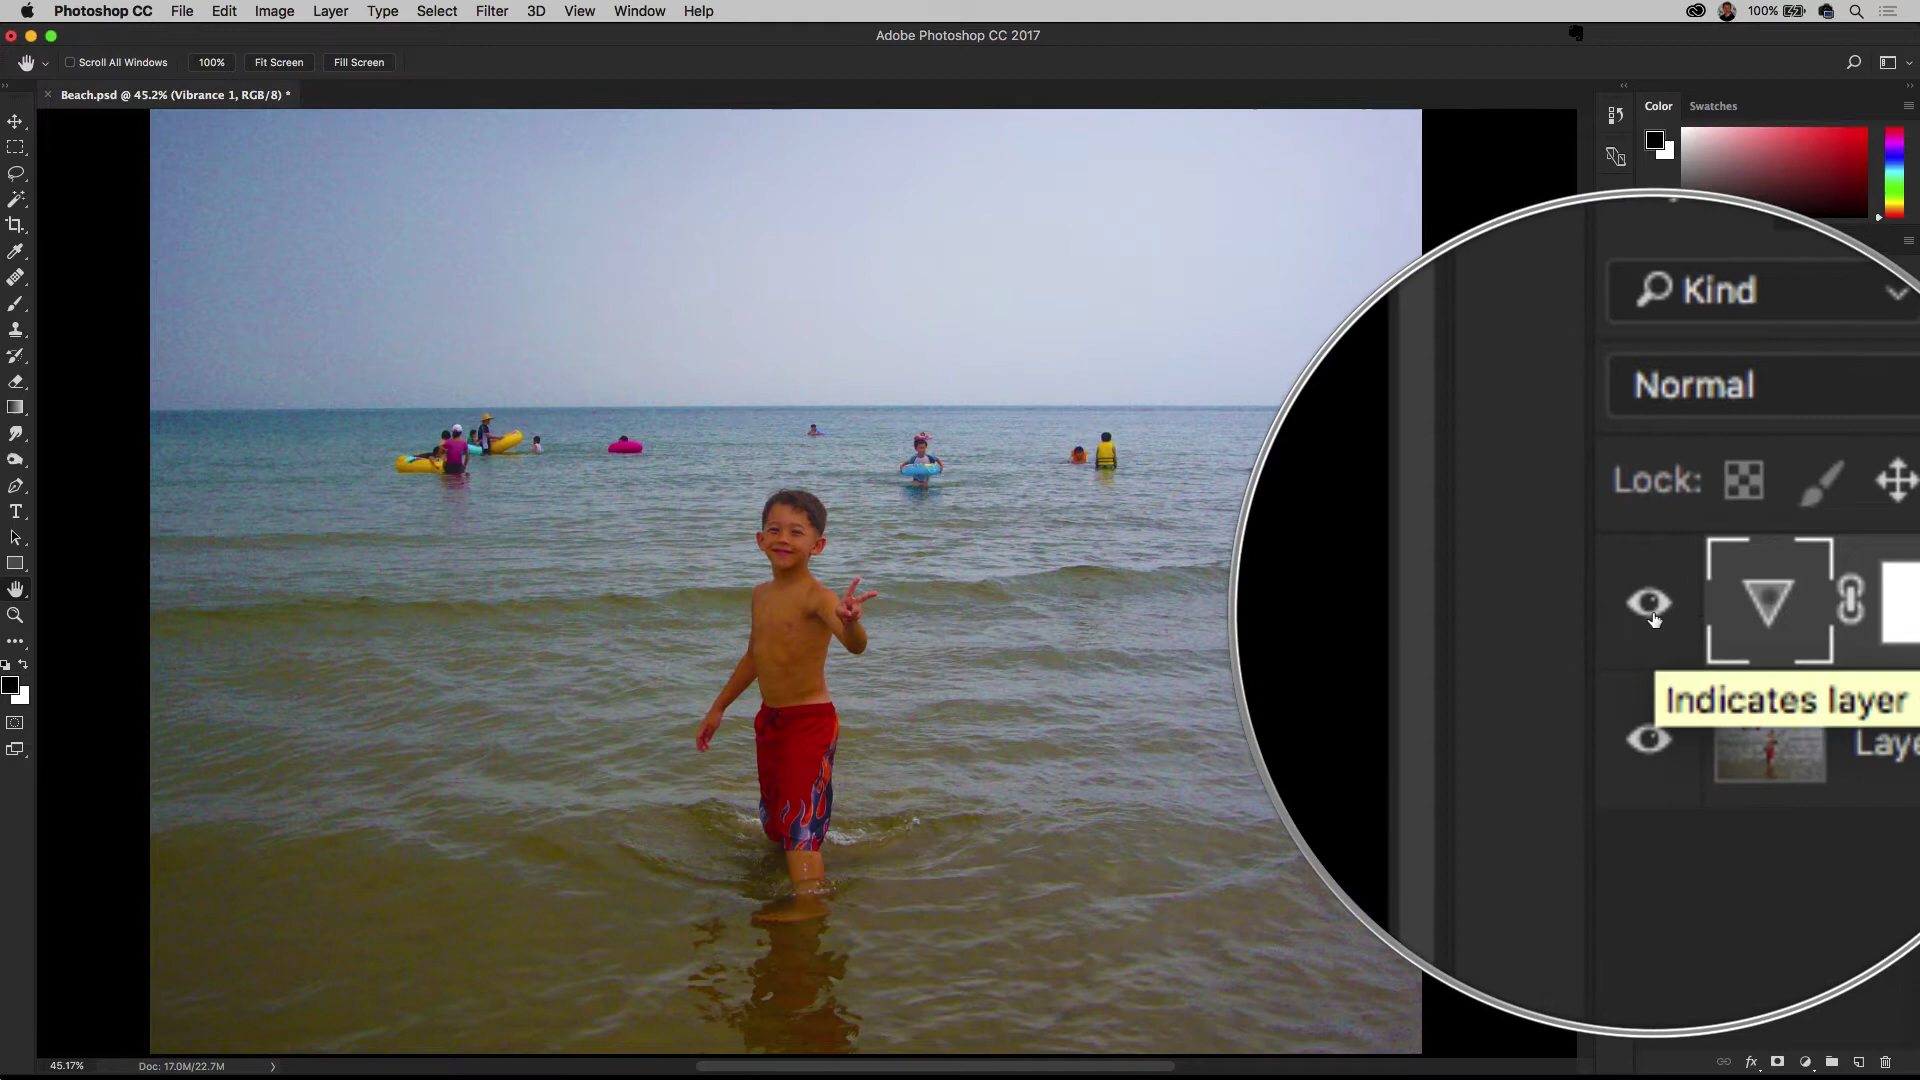 Photoshop CC File Edit Image Layer Type Select Filter 3D View Window Help 100%
Adobe Photoshop CC 2017
Scroll All Windows 100% Fit Screen Fill Screen
Beach.psd @ 45.2% (Vibrance 1, RGB/8) *
Color Swatches
Kind
Normal
Lock:
Indicates layer
Laye
45.17% Doc: 17.0M/22.7M
fx